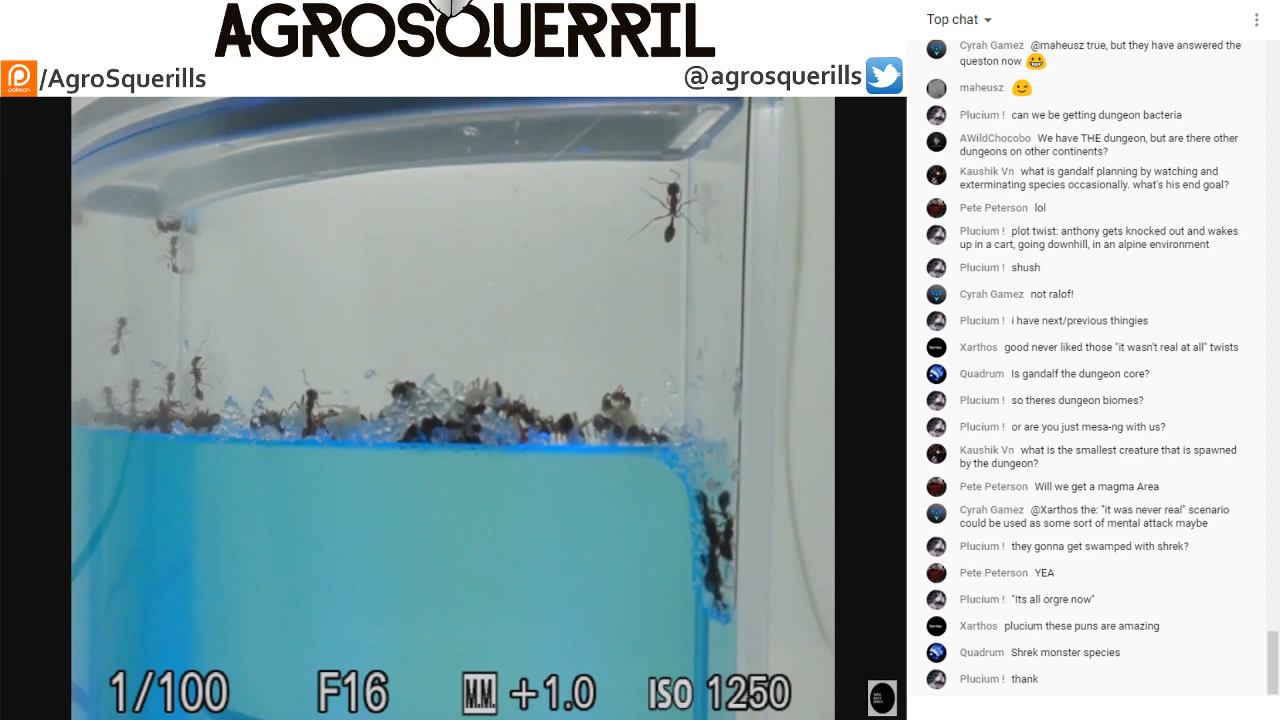 AGROSQUERRIL
patreon
/AgroSquerills
@agrosquerills
1/100 F16 M.M. +1.0 ISO 1250
Top chat
Cyrah Gamez @maheusz true, but they have answered the
queston now
maheusz
Plucium ! can we be getting dungeon bacteria
AWildChocobo We have THE dungeon, but are there other
dungeons on other continents?
Kaushik Vn what is gandalf planning by watching and
exterminating species occasionally. what's his end goal?
Pete Peterson lol
Plucium ! plot twist: anthony gets knocked out and wakes
up in a cart, going downhill, in an alpine environment
Plucium ! shush
Cyrah Gamez not ralof!
Plucium ! i have next/previous thingies
Xarthos good never liked those "it wasn't real at all" twists
Quadrum Is gandalf the dungeon core?
Plucium ! so theres dungeon biomes?
Plucium ! or are you just mesa-ng with us?
Kaushik Vn what is the smallest creature that is spawned
by the dungeon?
Pete Peterson Will we get a magma Area
Cyrah Gamez @Xarthos the: "it was never real" scenario
could be used as some sort of mental attack maybe
Plucium ! they gonna get swamped with shrek?
Pete Peterson YEA
Plucium ! "Its all orgre now"
Xarthos plucium these puns are amazing
Quadrum Shrek monster species
Plucium ! thank